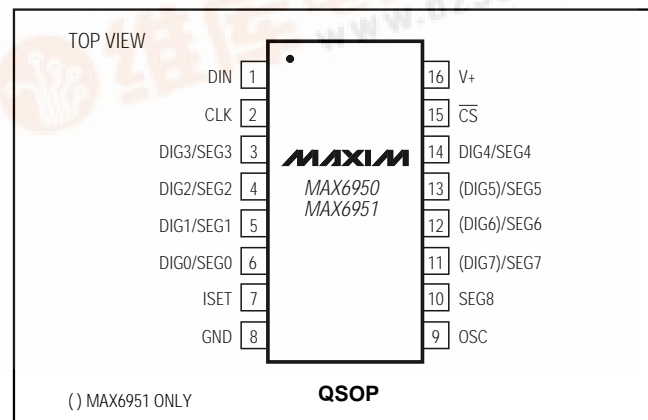 TOP VIEW
DIN 1
CLK 2
DIG3/SEG3 3
DIG2/SEG2 4
DIG1/SEG1 5
DIG0/SEG0 6
ISET 7
GND 8
MAXIM
MAX6950
MAX6951
16 V+
15 CS
14 DIG4/SEG4
13 (DIG5)/SEG5
12 (DIG6)/SEG6
11 (DIG7)/SEG7
10 SEG8
9 OSC
( ) MAX6951 ONLY
QSOP